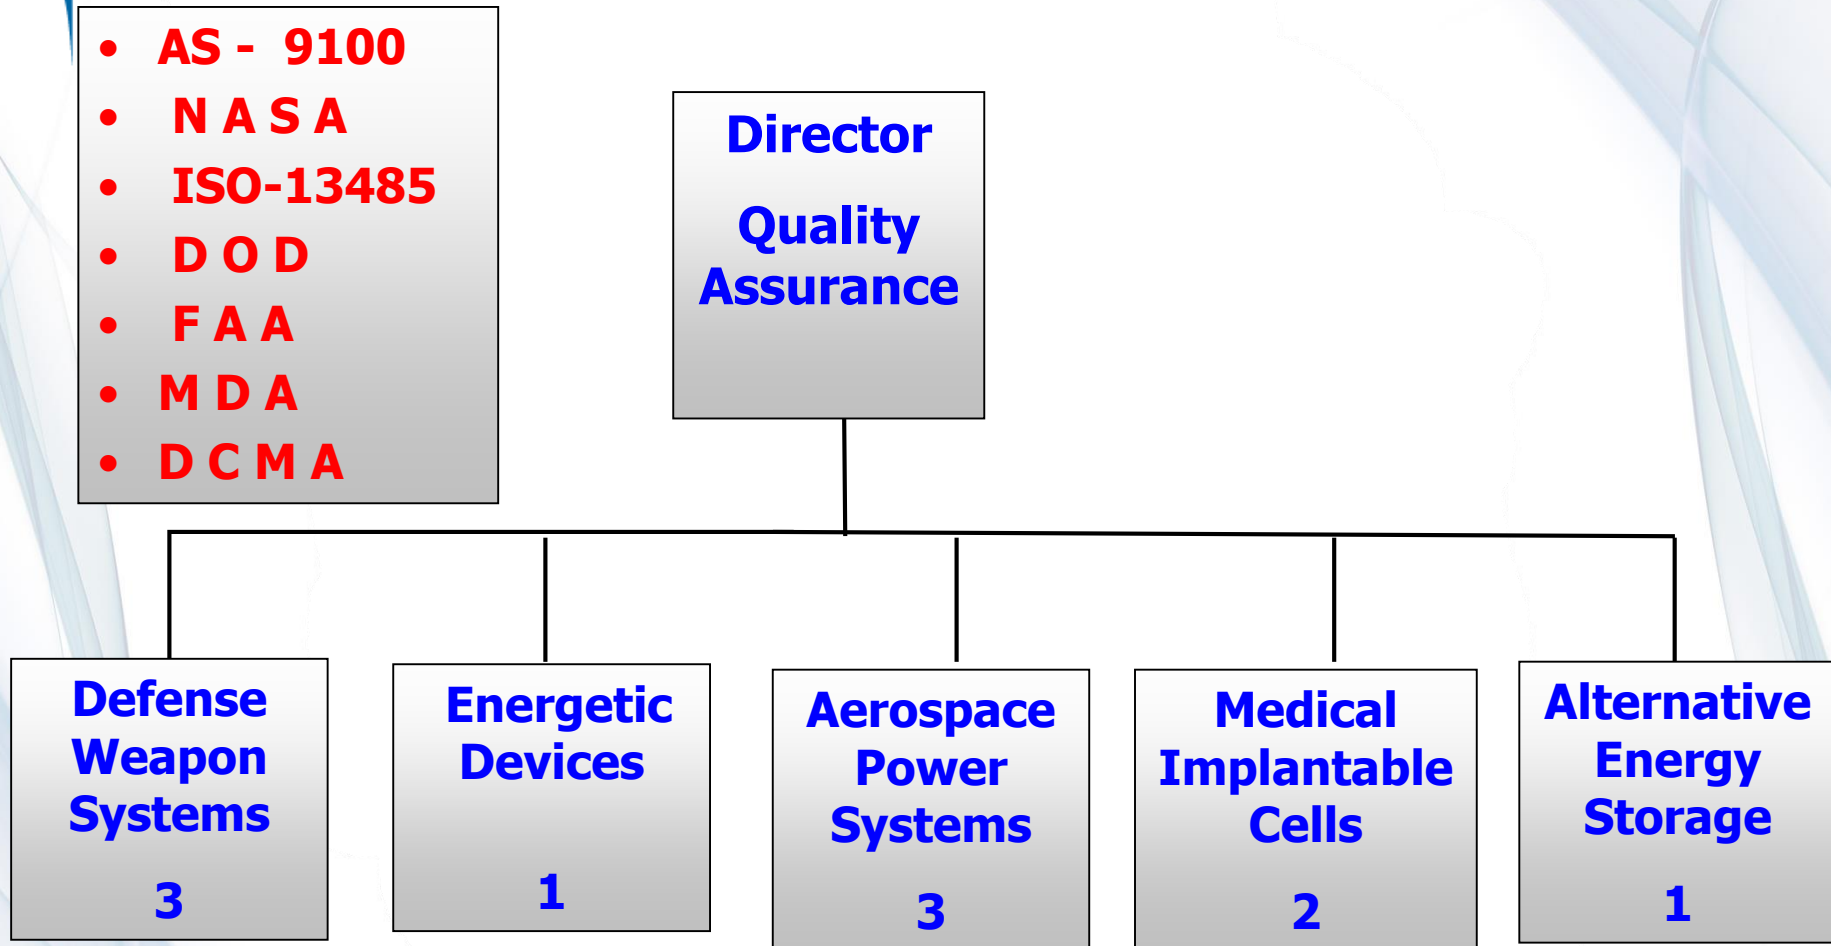 • AS - 9100
• N A S A
• ISO-13485
• D O D
• F A A
• M D A
• D C M A
Director
Quality
Assurance
Defense
Weapon
Systems
3
Energetic
Devices
1
Aerospace
Power
Systems
3
Medical
Implantable
Cells
2
Alternative
Energy
Storage
1